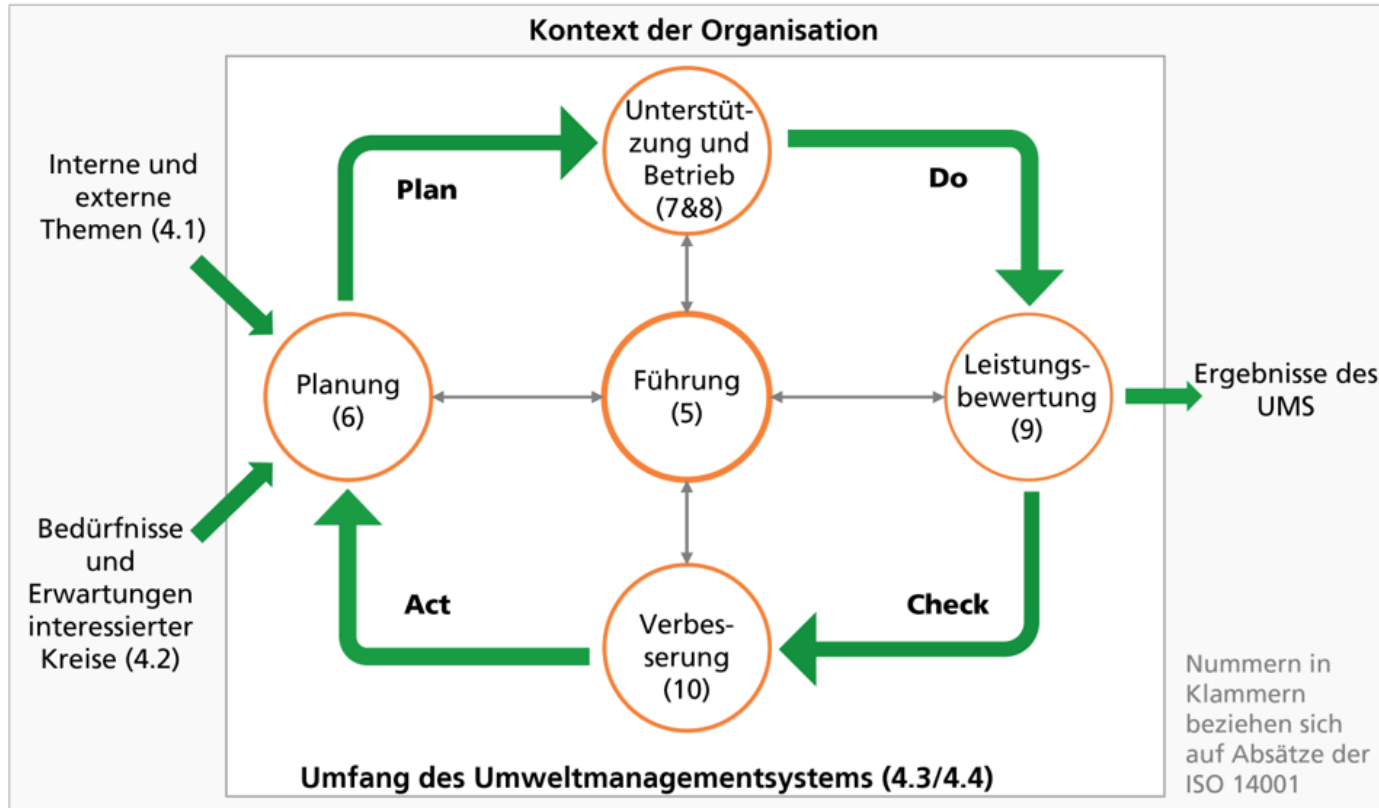 Kontext der Organisation
Unterstüt-
zung und
Betrieb
(7&8)
Plan
Do
Interne und
externe
Themen (4.1)
Planung
(6)
Führung
(5)
Leistungs-
bewertung
(9)
Ergebnisse des
UMS
Bedürfnisse
und
Erwartungen
interessierter
Kreise (4.2)
Act
Check
Verbes-
serung
(10)
Nummern in
Klammern
beziehen sich
auf Absätze der
ISO 14001
Umfang des Umweltmanagementsystems (4.3/4.4)